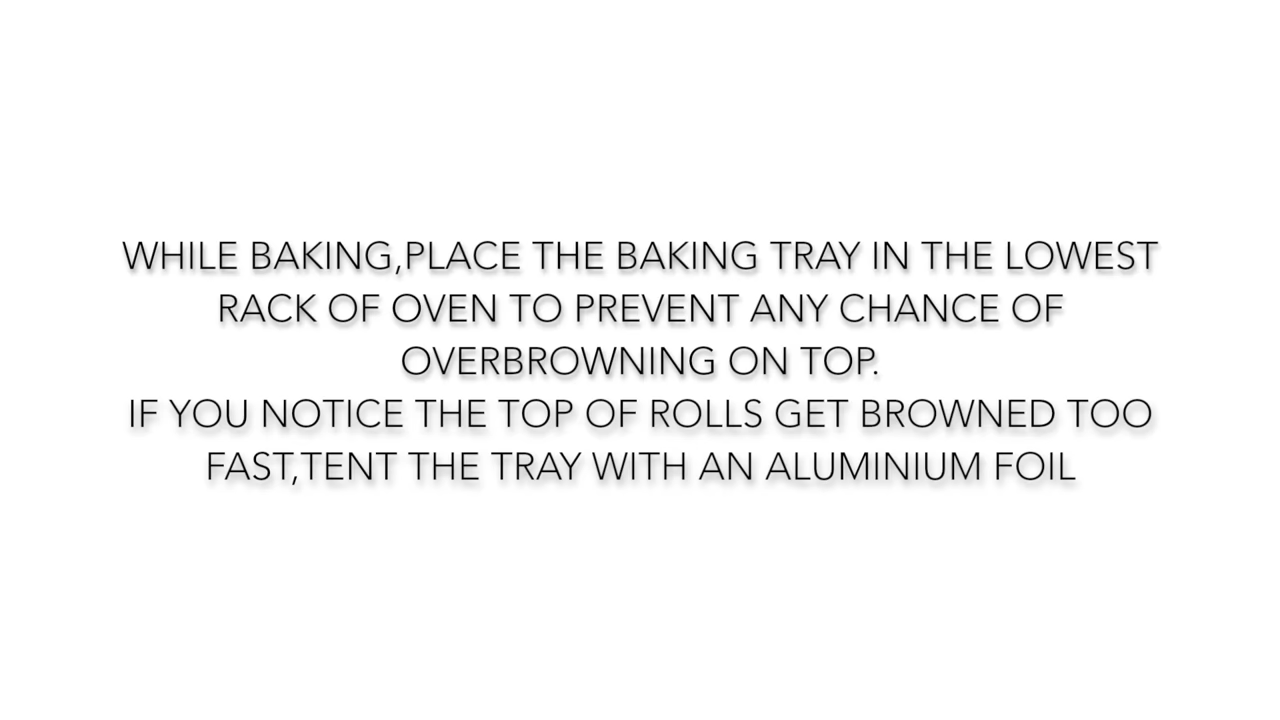 WHILE BAKING,PLACE THE BAKING TRAY IN THE LOWEST
RACK OF OVEN TO PREVENT ANY CHANCE OF
OVERBROWNING ON TOP.
IF YOU NOTICE THE TOP OF ROLLS GET BROWNED TOO
FAST,TENT THE TRAY WITH AN ALUMINIUM FOIL